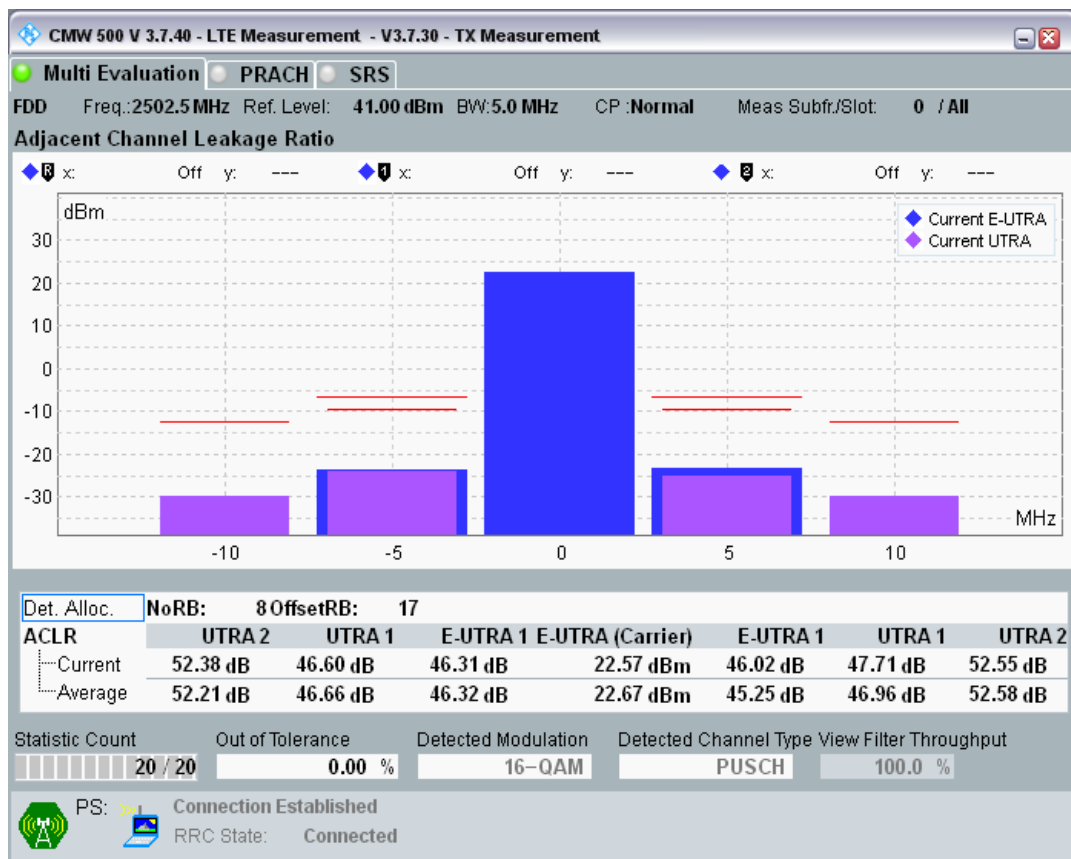 CMW 500 V 3.7.40 - LTE Measurement - V3.7.30 - TX Measurement
Multi Evaluation PRACH SRS
FDD Freq.:2502.5 MHz Ref. Level: 41.00 dBm BW:5.0 MHz CP :Normal Meas Subfr./Slot: 0 / All
Adjacent Channel Leakage Ratio
R x: Off y: --- 1 x: Off y: --- 2 x: Off y: ---
dBm
Current E-UTRA
Current UTRA
30
20
10
0
-10
-20
-30
MHz
-10 -5 0 5 10
Det. Alloc. NoRB: 8 OffsetRB: 17
ACLR UTRA 2 UTRA 1 E-UTRA 1 E-UTRA (Carrier) E-UTRA 1 UTRA 1 UTRA 2
Current 52.38 dB 46.60 dB 46.31 dB 22.57 dBm 46.02 dB 47.71 dB 52.55 dB
Average 52.21 dB 46.66 dB 46.32 dB 22.67 dBm 45.25 dB 46.96 dB 52.58 dB
Statistic Count Out of Tolerance Detected Modulation Detected Channel Type View Filter Throughput
20 / 20 0.00 % 16-QAM PUSCH 100.0 %
PS: Connection Established
RRC State: Connected